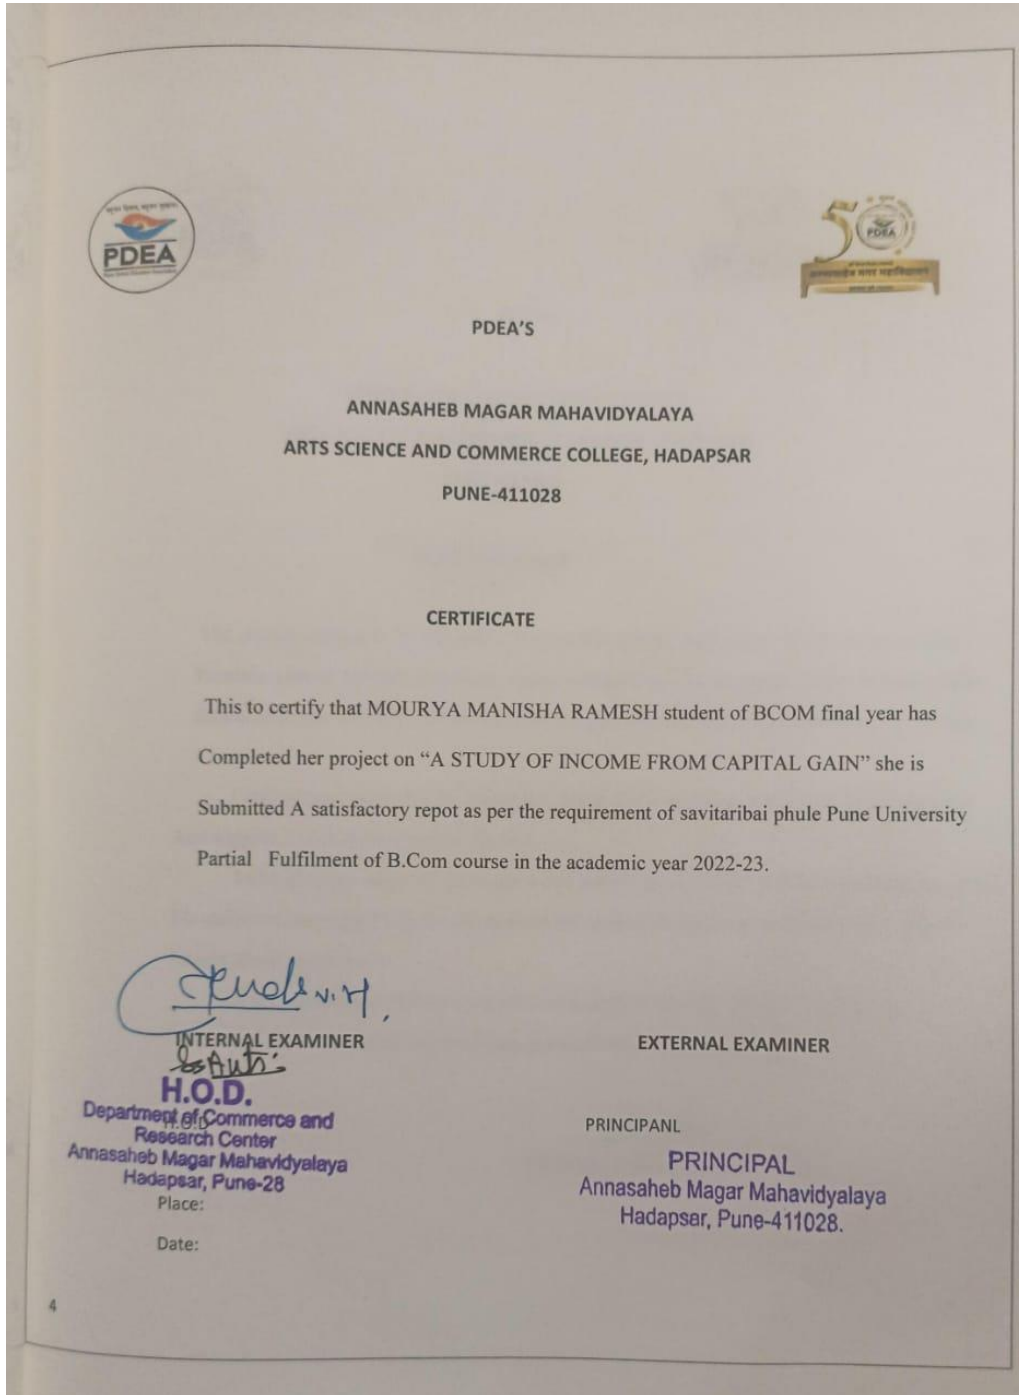 PDEA
PDEA
PDEA'S
ANNASAHEB MAGAR MAHAVIDYALAYA
ARTS SCIENCE AND COMMERCE COLLEGE, HADAPSAR
PUNE-411028
CERTIFICATE
This to certify that MOURYA MANISHA RAMESH student of BCOM final year has
Completed her project on “A STUDY OF INCOME FROM CAPITAL GAIN” she is
Submitted A satisfactory repot as per the requirement of savitaribai phule Pune University
Partial Fulfilment of B.Com course in the academic year 2022-23.
INTERNAL EXAMINER
EXTERNAL EXAMINER
H.O.D.
H.O.D
Department of Commerce and
Research Center
Annasaheb Magar Mahavidyalaya
Hadapsar, Pune-28
PRINCIPANL
PRINCIPAL
Annasaheb Magar Mahavidyalaya
Hadapsar, Pune-411028.
Place:
Date:
4